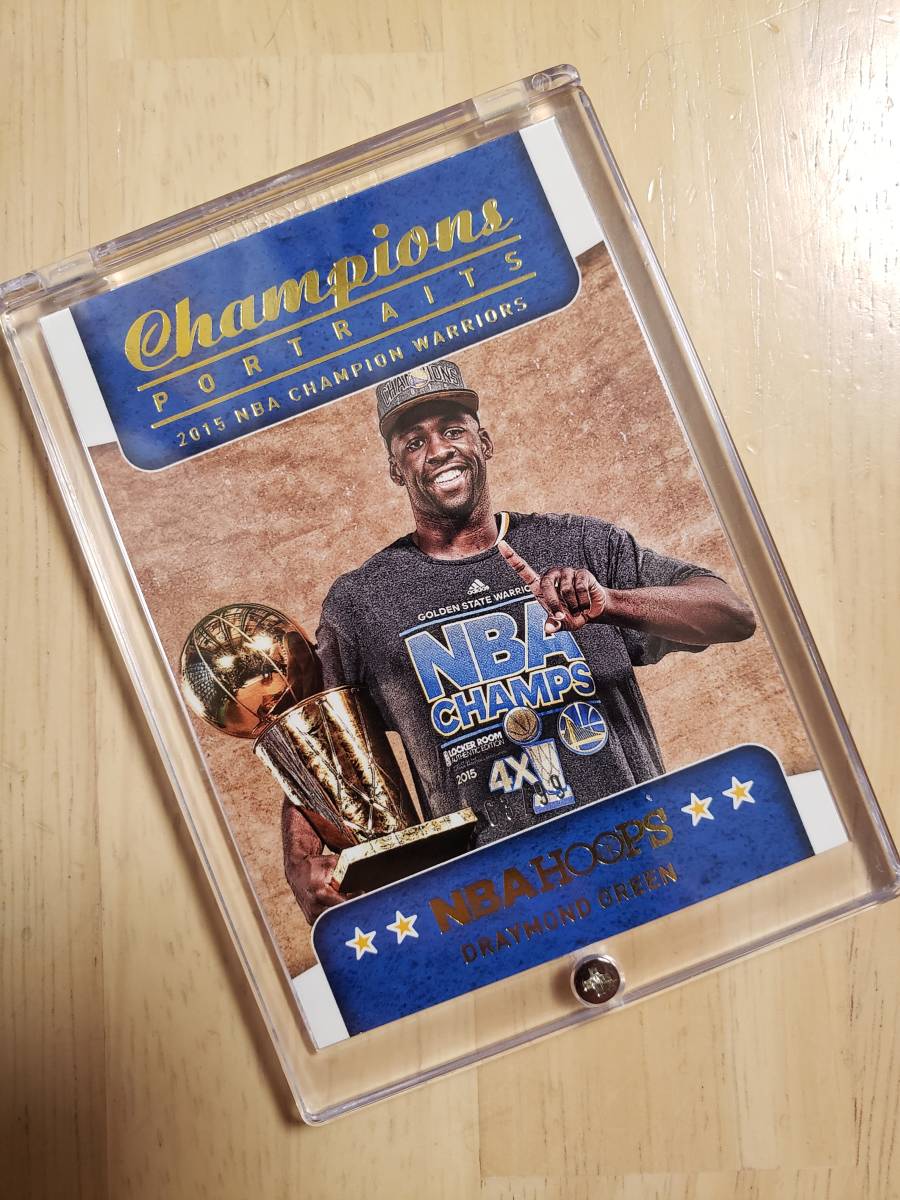 Champions
PORTRAITS
2015 NBA CHAMPION WARRIORS
CHAMPIONS
adidas
GOLDEN STATE WARRIO
NBA
CHAMPS
LOCKER ROOM
AUTHENTIC EDITION
2015
4X
NBA HOOPS
DRAYMOND GREEN